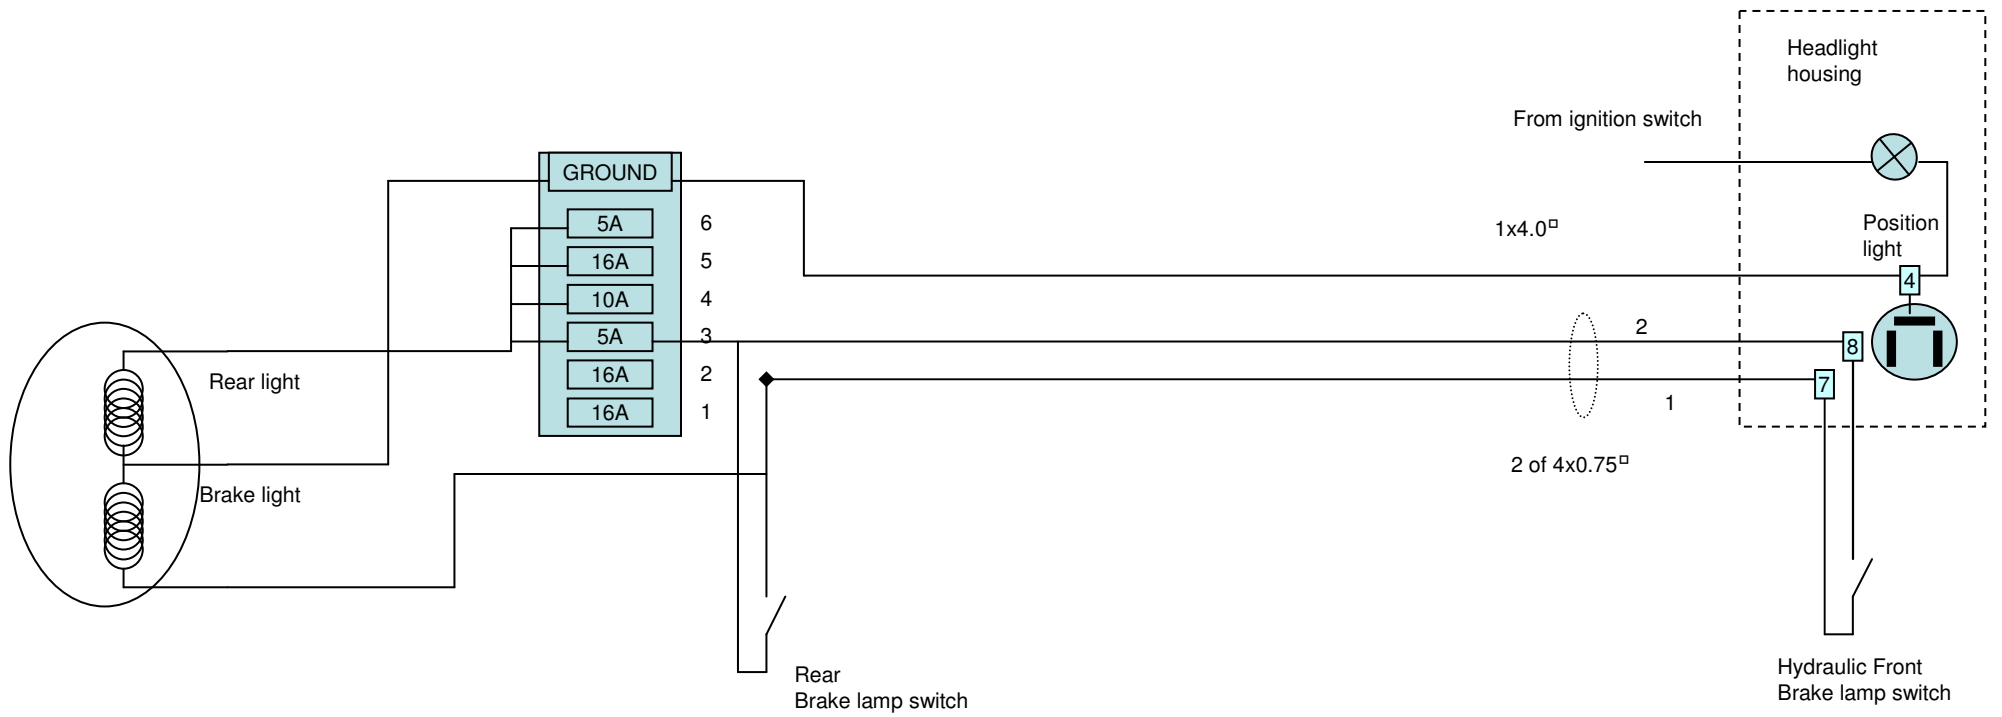 Headlight
housing
From ignition switch
GROUND
5A 6
16A 5
10A 4
5A 3
16A 2
16A 1
1x4.0□
Position
light
4
2
8
7
1
Rear light
Brake light
2 of 4x0.75□
Rear
Brake lamp switch
Hydraulic Front
Brake lamp switch